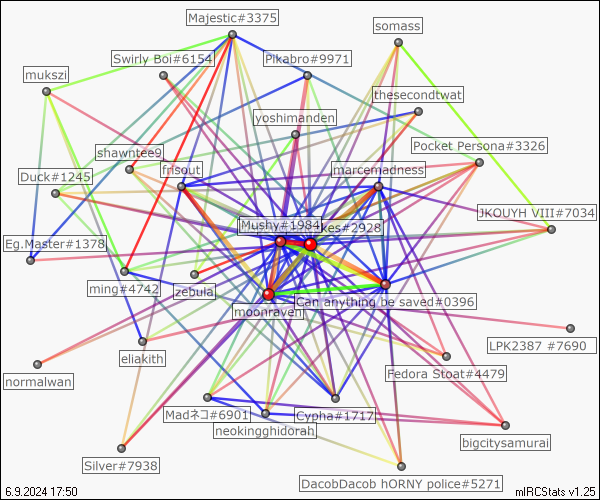 Majestic#3375
somass
Swirly Boi#6154
Pikabro#9971
mukszi
thesecondtwat
yoshimanden
Pocket Persona#3326
shawntee9
frisout
marcemadness
Duck#1245
JKOUYH VIII#7034
Mushy#1984
kes#2928
Eg.Master#1378
ming#4742
zebula
Can anything be saved#0396
moonraven
LPK2387 #7690
eliakith
Fedora Stoat#4479
normalwan
Madネコ#6901
Cypha#1717
neokingghidorah
bigcitysamurai
Silver#7938
DacobDacob hORNY police#5271
6.9.2024 17:50
mIRCStats v1.25